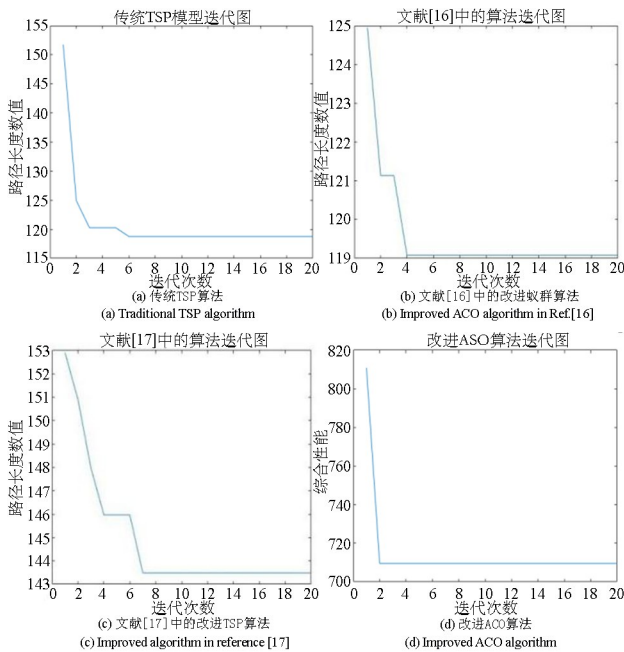 传统TSP模型迭代图
155
150
145
140
135
130
125
120
115
0 2 4 6 8 10 12 14 16 18 20
路径长度数值
迭代次数
(a) 传统TSP算法
(a) Traditional TSP algorithm
文献[16]中的算法迭代图
125
124
123
122
121
120
119
0 2 4 6 8 10 12 14 16 18 20
路径长度数值
迭代次数
(b) 文献[16]中的改进蚁群算法
(b) Improved ACO algorithm in Ref.[16]
文献[17]中的算法迭代图
153
152
151
150
149
148
147
146
145
144
143
0 2 4 6 8 10 12 14 16 18 20
路径长度数值
迭代次数
(c) 文献[17]中的改进TSP算法
(c) Improved algorithm in reference [17]
改进ASO算法迭代图
820
800
780
760
740
720
700
0 2 4 6 8 10 12 14 16 18 20
综合性能
迭代次数
(d) 改进ACO算法
(d) Improved ACO algorithm